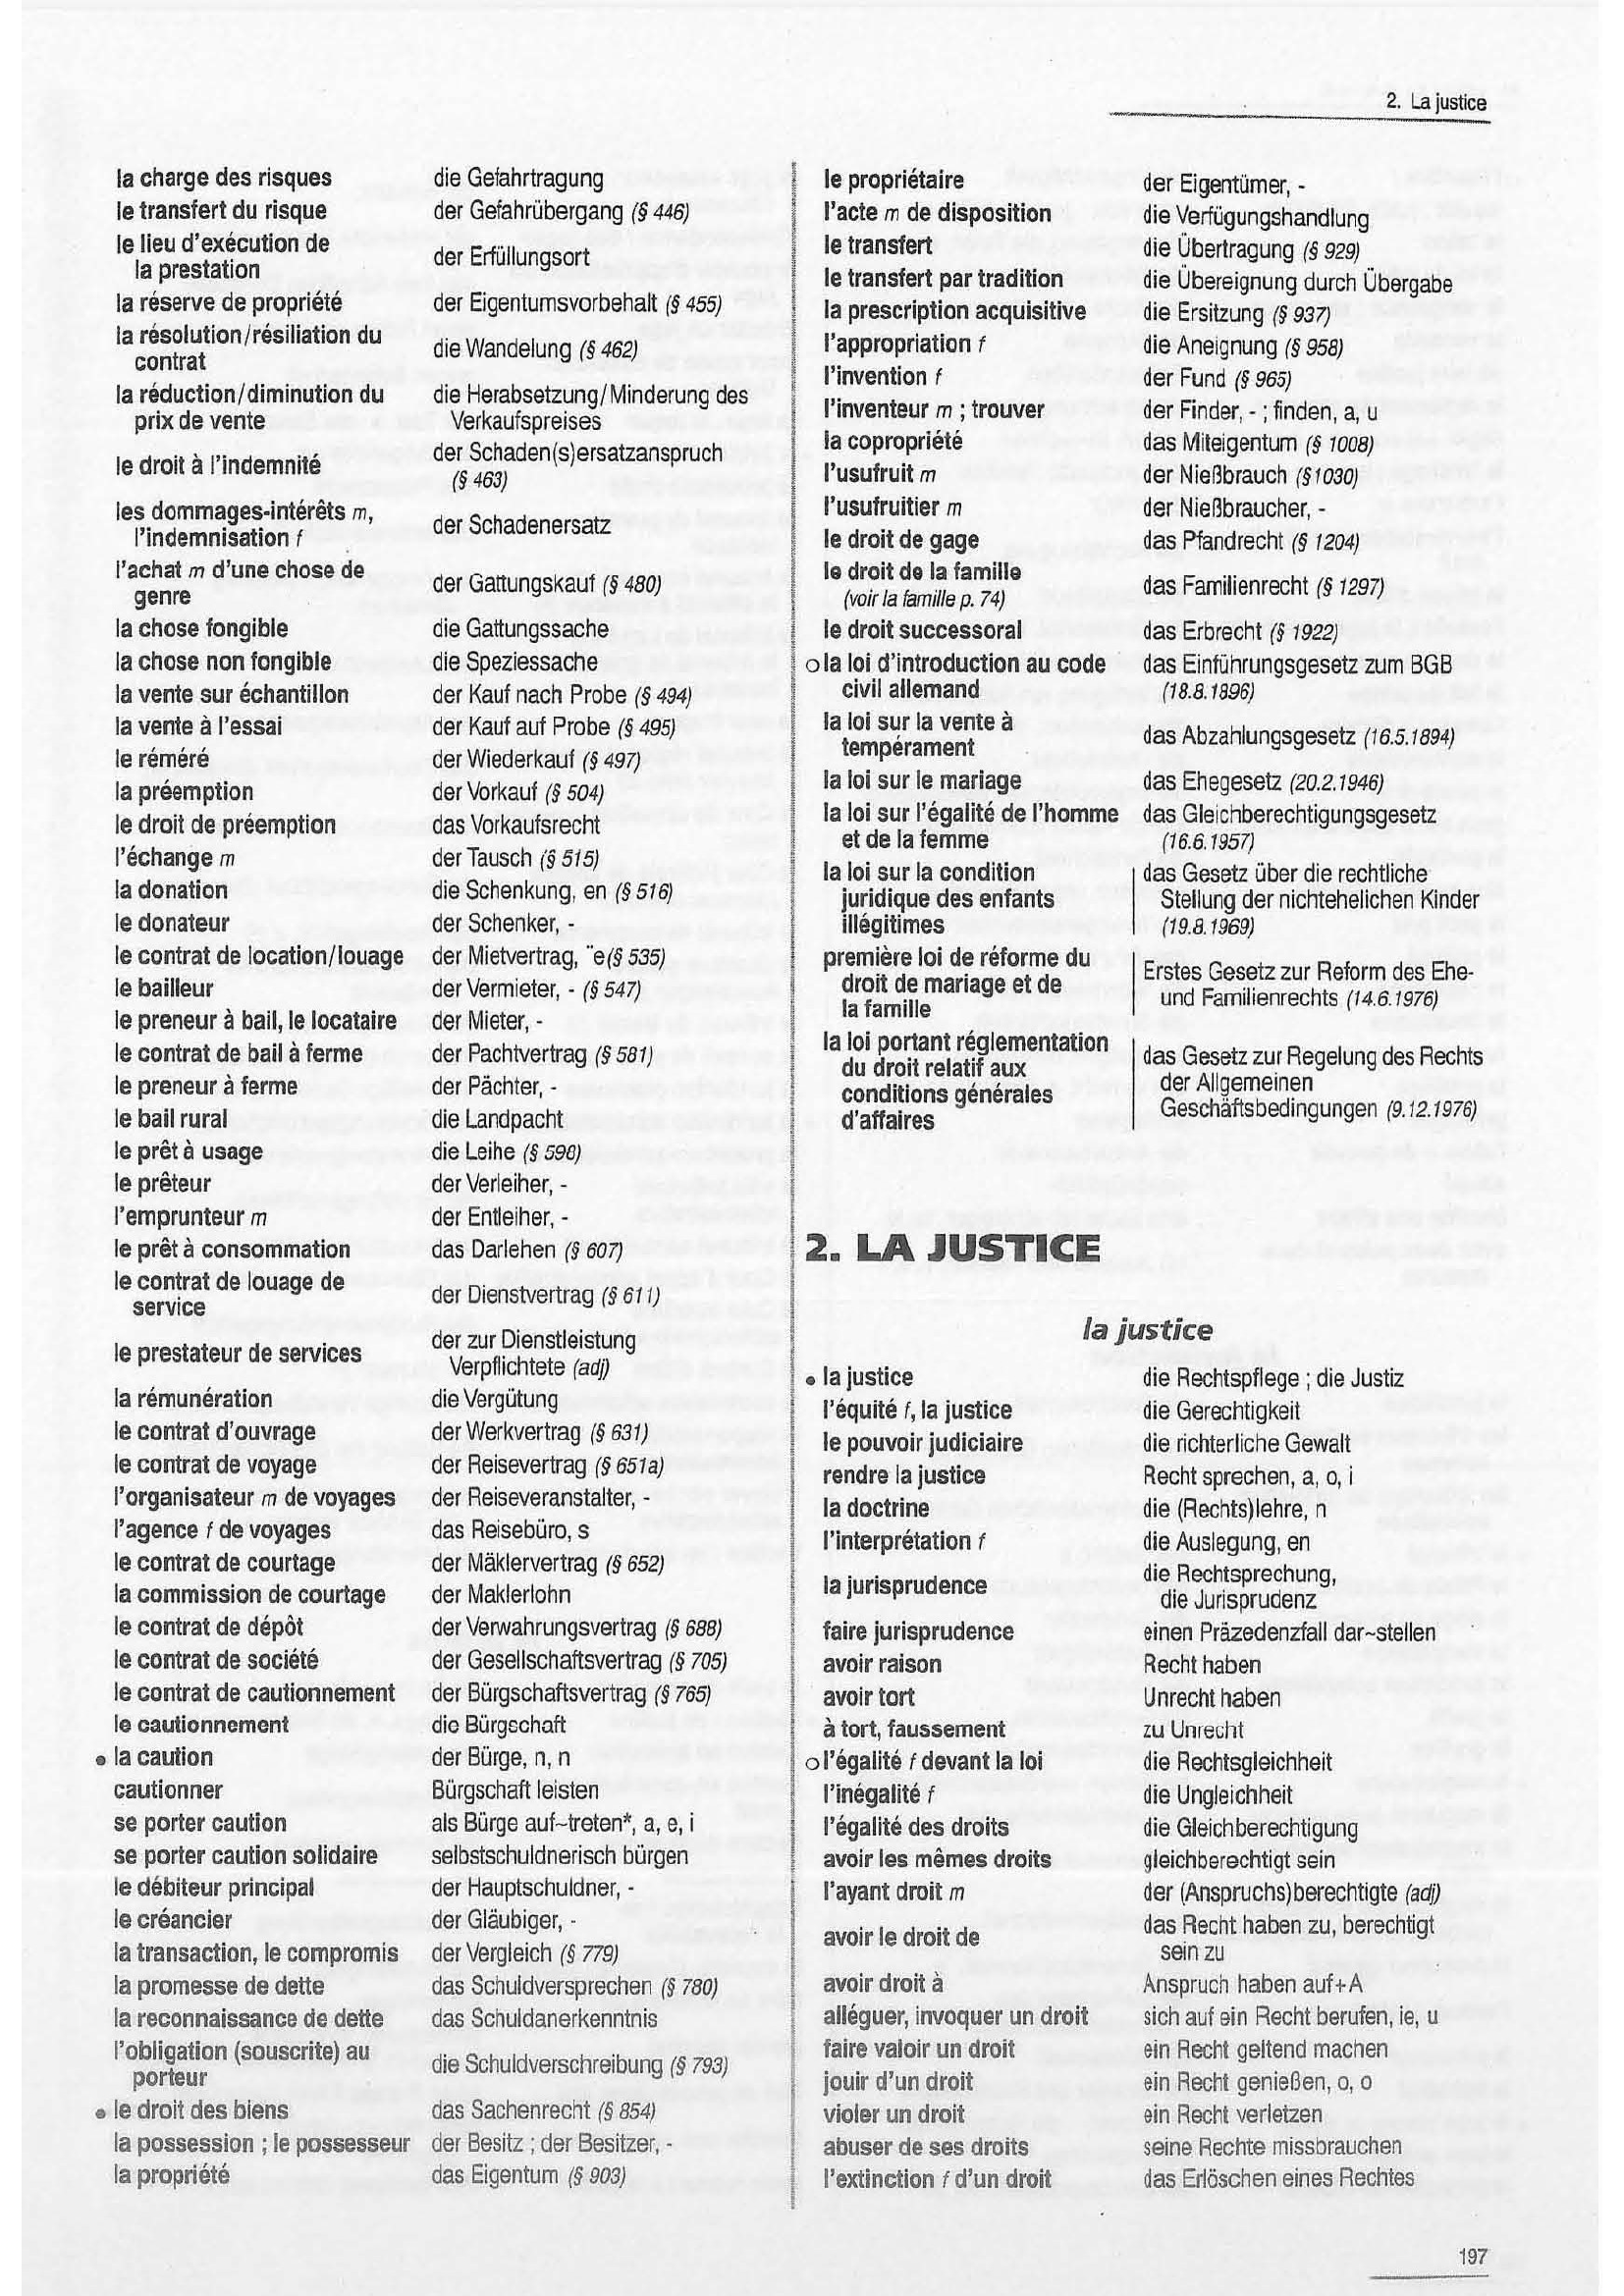 2. La justice
la charge des risques die Gefahrtragung
le transfert du risque der Gefahrübergang (§ 446)
le lieu d'exécution de
la prestation der Erfüllungsort
la réserve de propriété der Eigentumsvorbehalt (§ 455)
la résolution/résiliation du
contrat die Wandelung (§ 462)
la réduction/diminution du die Herabsetzung/Minderung des
prix de vente Verkaufspreises
le droit à l'indemnité der Schaden(s)ersatzanspruch
(§ 463)
les dommages-intérêts m,
l'indemnisation f der Schadenersatz
l'achat m d'une chose de
genre der Gattungskauf (§ 480)
la chose fongible die Gattungssache
la chose non fongible die Speziessache
la vente sur échantillon der Kauf nach Probe (§ 494)
la vente à l'essai der Kauf auf Probe (§ 495)
le réméré der Wiederkauf (§ 497)
la préemption der Vorkauf (§ 504)
le droit de préemption das Vorkaufsrecht
l'échange m der Tausch (§ 515)
la donation die Schenkung, en (§ 516)
le donateur der Schenker, -
le contrat de location/louage der Mietvertrag, ¨e (§ 535)
le bailleur der Vermieter, - (§ 547)
le preneur à bail, le locataire der Mieter, -
le contrat de bail à ferme der Pachtvertrag (§ 581)
le preneur à ferme der Pächter, -
le bail rural die Landpacht
le prêt à usage die Leihe (§ 598)
le prêteur der Verleiher, -
l'emprunteur m der Entleiher, -
le prêt à consommation das Darlehen (§ 607)
le contrat de louage de
service der Dienstvertrag (§ 611)
le prestateur de services der zur Dienstleistung
Verpflichtete (adj)
la rémunération die Vergütung
le contrat d'ouvrage der Werkvertrag (§ 631)
le contrat de voyage der Reisevertrag (§ 651a)
l'organisateur m de voyages der Reiseveranstalter, -
l'agence f de voyages das Reisebüro, s
le contrat de courtage der Mäklervertrag (§ 652)
la commission de courtage der Maklerlohn
le contrat de dépôt der Verwahrungsvertrag (§ 688)
le contrat de société der Gesellschaftsvertrag (§ 705)
le contrat de cautionnement der Bürgschaftsvertrag (§ 765)
le cautionnement die Bürgschaft
• la caution der Bürge, n, n
cautionner Bürgschaft leisten
se porter caution als Bürge auf~treten*, a, e, i
se porter caution solidaire selbstschuldnerisch bürgen
le débiteur principal der Hauptschuldner, -
le créancier der Gläubiger, -
la transaction, le compromis der Vergleich (§ 779)
la promesse de dette das Schuldversprechen (§ 780)
la reconnaissance de dette das Schuldanerkenntnis
l'obligation (souscrite) au
porteur die Schuldverschreibung (§ 793)
• le droit des biens das Sachenrecht (§ 854)
la possession ; le possesseur der Besitz ; der Besitzer, -
la propriété das Eigentum (§ 903)
le propriétaire der Eigentümer, -
l'acte m de disposition die Verfügungshandlung
le transfert die Übertragung (§ 929)
le transfert par tradition die Übereignung durch Übergabe
la prescription acquisitive die Ersitzung (§ 937)
l'appropriation f die Aneignung (§ 958)
l'invention f der Fund (§ 965)
l'inventeur m ; trouver der Finder, - ; finden, a, u
la copropriété das Miteigentum (§ 1008)
l'usufruit m der Nießbrauch (§ 1030)
l'usufruitier m der Nießbraucher, -
le droit de gage das Pfandrecht (§ 1204)
le droit de la famille
(voir la famille p. 74) das Familienrecht (§ 1297)
le droit successoral das Erbrecht (§ 1922)
o la loi d'introduction au code das Einführungsgesetz zum BGB
civil allemand (18.8.1896)
la loi sur la vente à
tempérament das Abzahlungsgesetz (16.5.1894)
la loi sur le mariage das Ehegesetz (20.2.1946)
la loi sur l'égalité de l'homme das Gleichberechtigungsgesetz
et de la femme (16.6.1957)
la loi sur la condition das Gesetz über die rechtliche
juridique des enfants Stellung der nichtehelichen Kinder
illégitimes (19.8.1969)
première loi de réforme du
droit de mariage et de Erstes Gesetz zur Reform des Ehe-
la famille und Familienrechts (14.6.1976)
la loi portant réglementation
du droit relatif aux das Gesetz zur Regelung des Rechts
conditions générales der Allgemeinen
d'affaires Geschäftsbedingungen (9.12.1976)
2. LA JUSTICE
la justice
• la justice die Rechtspflege ; die Justiz
l'équité f, la justice die Gerechtigkeit
le pouvoir judiciaire die richterliche Gewalt
rendre la justice Recht sprechen, a, o, i
la doctrine die (Rechts)lehre, n
l'interprétation f die Auslegung, en
la jurisprudence die Rechtsprechung,
die Jurisprudenz
faire jurisprudence einen Präzedenzfall dar~stellen
avoir raison Recht haben
avoir tort Unrecht haben
à tort, faussement zu Unrecht
o l'égalité f devant la loi die Rechtsgleichheit
l'inégalité f die Ungleichheit
l'égalité des droits die Gleichberechtigung
avoir les mêmes droits gleichberechtigt sein
l'ayant droit m der (Anspruchs)berechtigte (adj)
avoir le droit de das Recht haben zu, berechtigt
sein zu
avoir droit à Anspruch haben auf+A
alléguer, invoquer un droit sich auf ein Recht berufen, ie, u
faire valoir un droit ein Recht geltend machen
jouir d'un droit ein Recht genießen, o, o
violer un droit ein Recht verletzen
abuser de ses droits seine Rechte missbrauchen
l'extinction f d'un droit das Erlöschen eines Rechtes
197